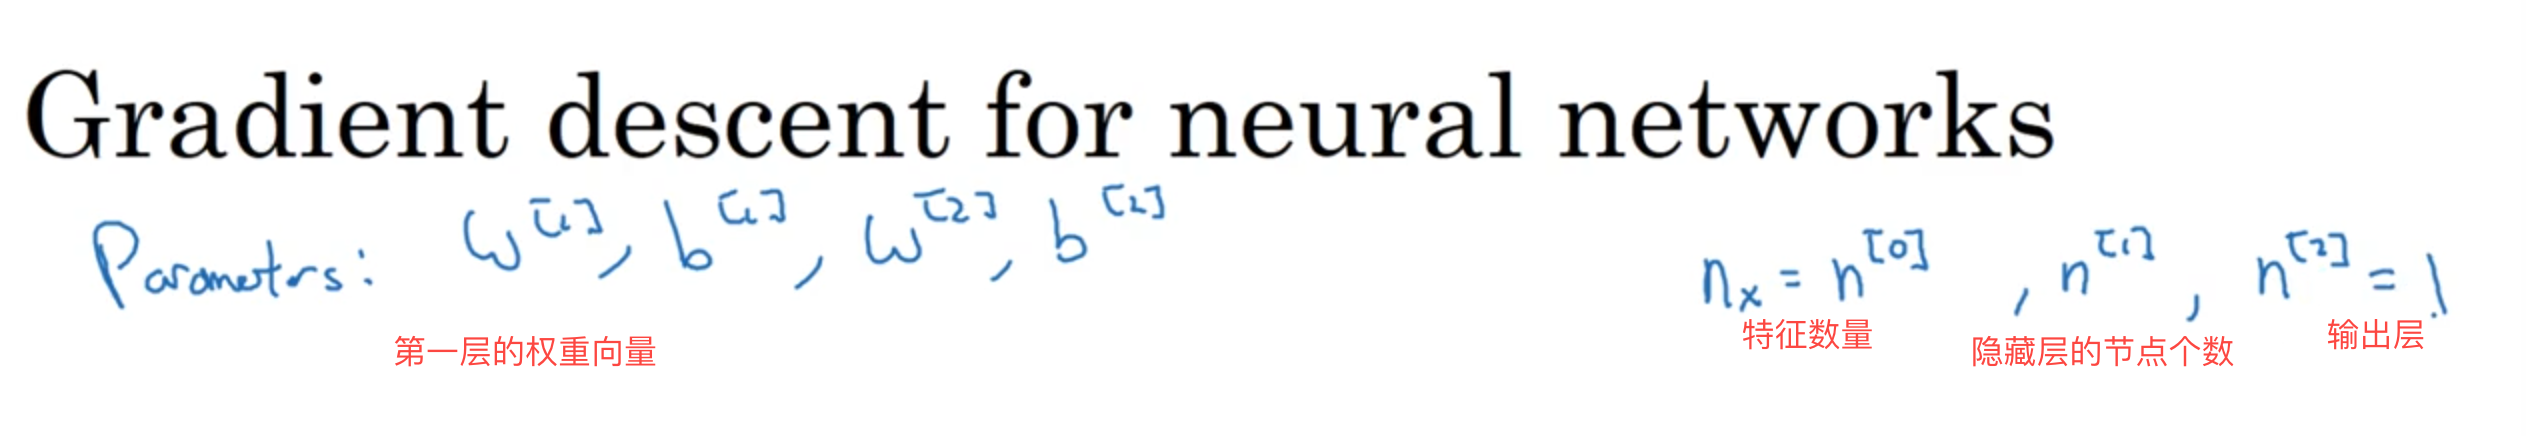 Gradient descent for neural networks
Parameters: w^[1], b^[1], w^[2], b^[2]
n_x = n^[0], n^[1], n^[2] = 1
第一层的权重向量
特征数量
隐藏层的节点个数
输出层